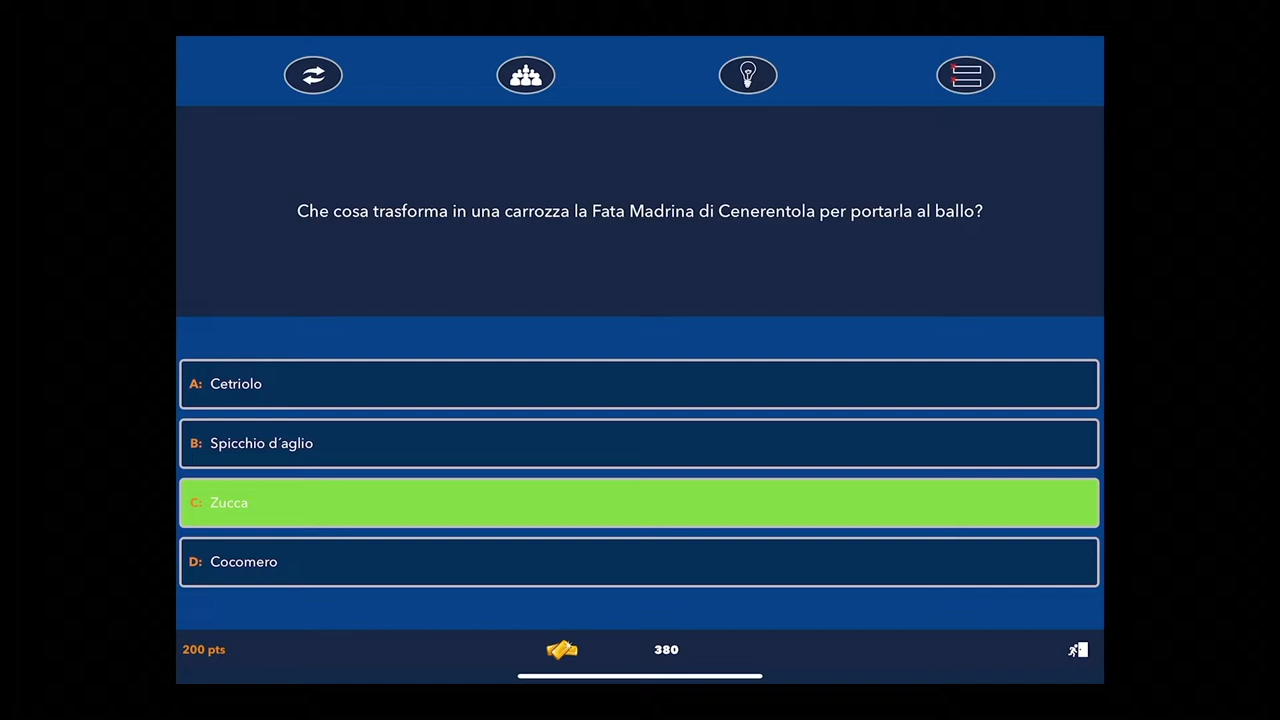 Che cosa trasforma in una carrozza la Fata Madrina di Cenerentola per portarla al ballo?
A: Cetriolo
B: Spicchio d´aglio
C: Zucca
D: Cocomero
200 pts 380